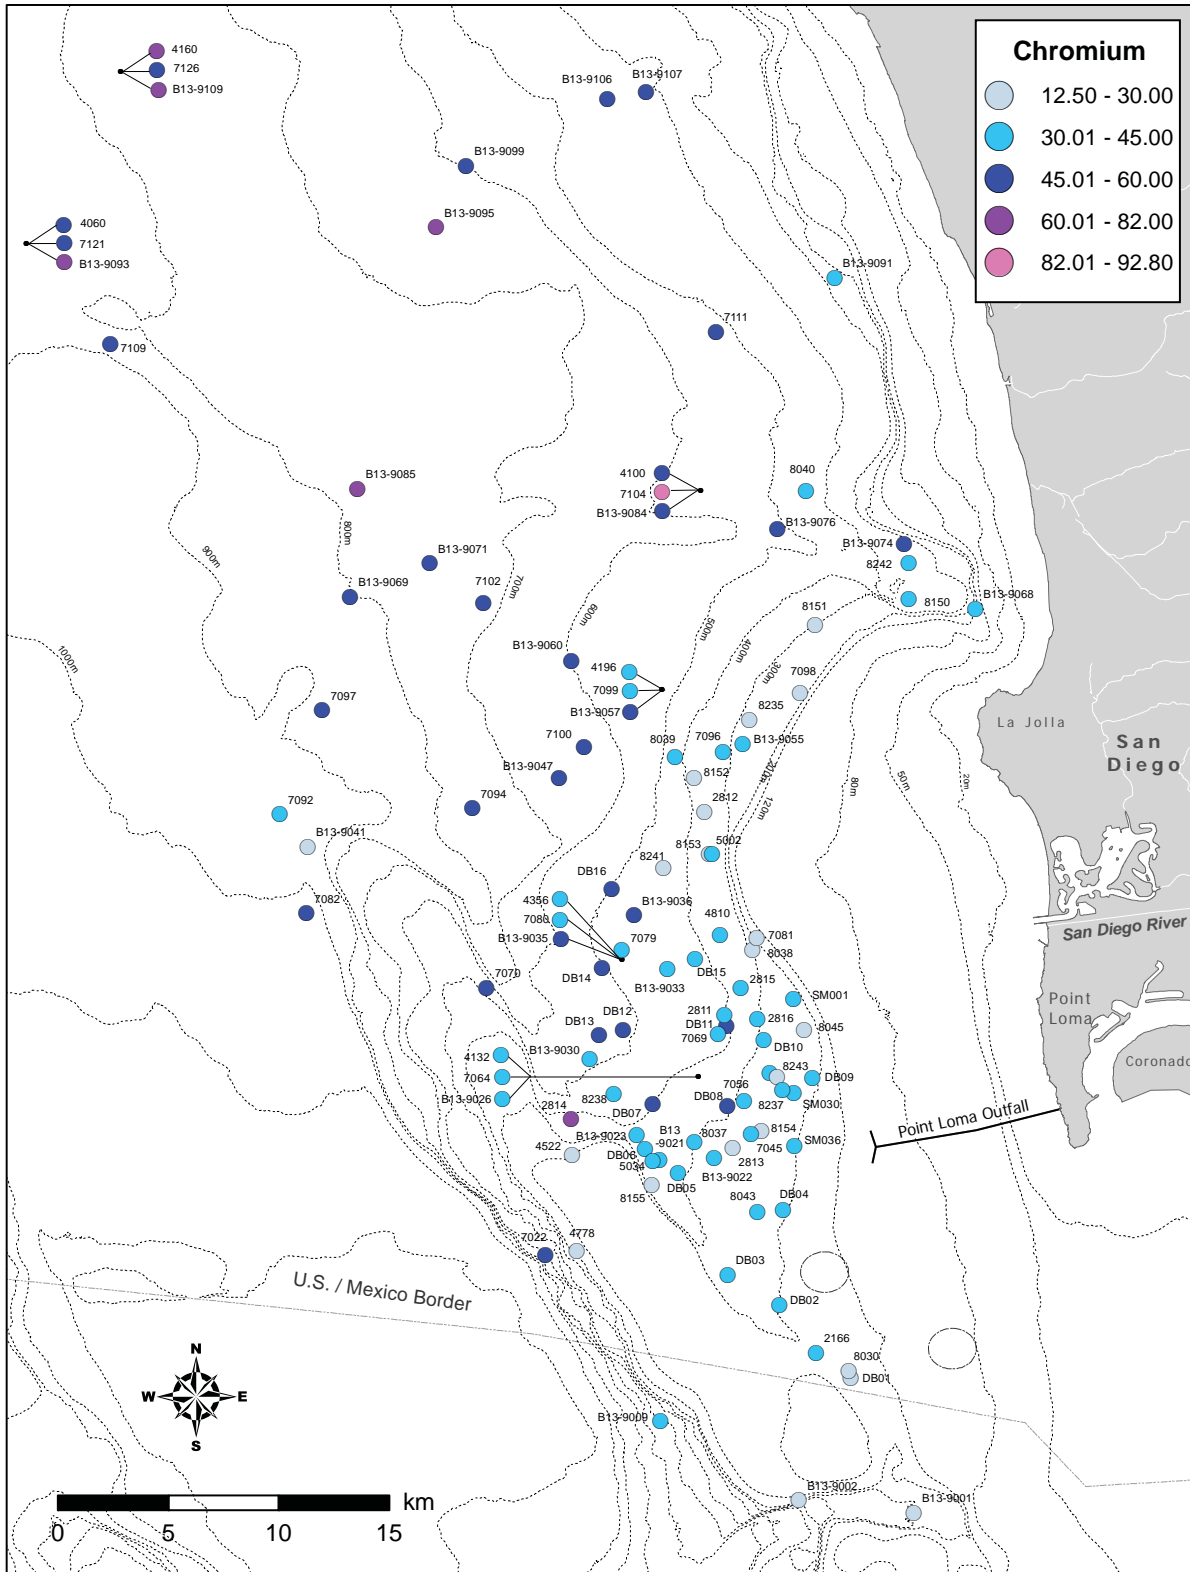 Chromium
12.50 - 30.00
30.01 - 45.00
45.01 - 60.00
60.01 - 82.00
82.01 - 92.80
4160
7126
B13-9109
B13-9106
B13-9107
B13-9099
B13-9095
4060
7121
B13-9093
B13-9091
7109
7111
B13-9085
4100
7104
B13-9084
8040
B13-9076
B13-9074
8242
800m
900m
B13-9071
B13-9069
7102
700m
600m
500m
400m
300m
8151
8150
B13-9068
1000m
B13-9060
4196
7099
B13-9057
7098
8235
7097
7100
8039
7096
B13-9055
La Jolla
San
Diego
B13-9047
8152
200m
120m
80m
50m
20m
7094
2812
7092
B13-9041
8153
5002
8241
DB16
7082
4356
7080
B13-9035
B13-9036
4810
7081
8038
San Diego River
7079
DB14
B13-9033
DB15
2815
7070
SM001
Point
Loma
DB12
DB13
2811
DB11
7069
2816
8045
DB10
Coronado
4132
7064
B13-9026
B13-9030
8243
DB09
8238
DB07
DB08
7056
8237
SM030
2814
Point Loma Outfall
B13-9023
B13
-9021
8037
8154
7045
SM036
4522
DB06
5034
2813
B13-9022
8155
DB05
8043
DB04
7022
4778
DB03
U.S. / Mexico Border
DB02
2166
8030
DB01
N
W
E
S
B13-9009
B13-9002
B13-9001
km
0
5
10
15